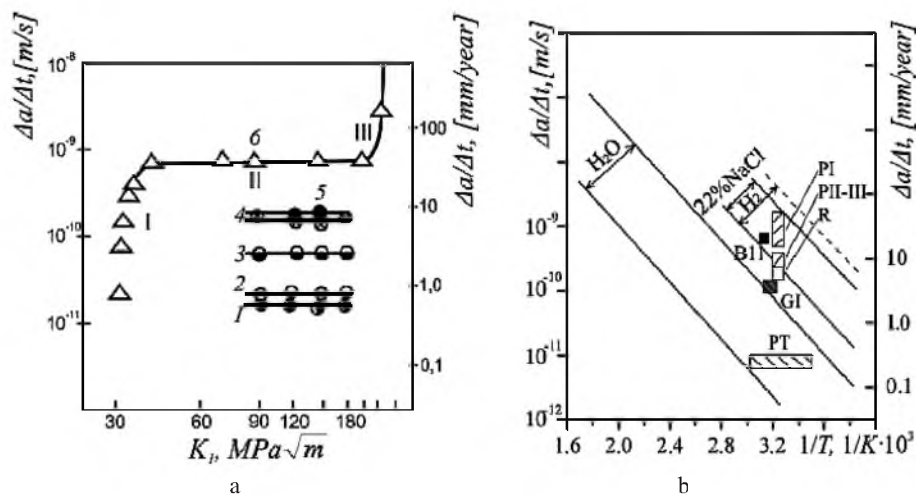 Δa/Δt, [m/s]
10⁻⁸
10⁻⁹
10⁻¹⁰
10⁻¹¹
I
II
III
6
5
4
3
2
1
30 60 90 120 180
K_I, MPa√m
Δa/Δt, [mm/year]
100
10
1,0
0,1
a
Δa/Δt, [m/s]
10⁻⁹
10⁻¹⁰
10⁻¹¹
10⁻¹²
H₂O
22%NaCl
H₂
PI
PII-III
R
B11
GI
PT
1.6 2.0 2.4 2.8 3.2
1/T, 1/K·10³
Δa/Δt, [mm/year]
10
1.0
0.1
b